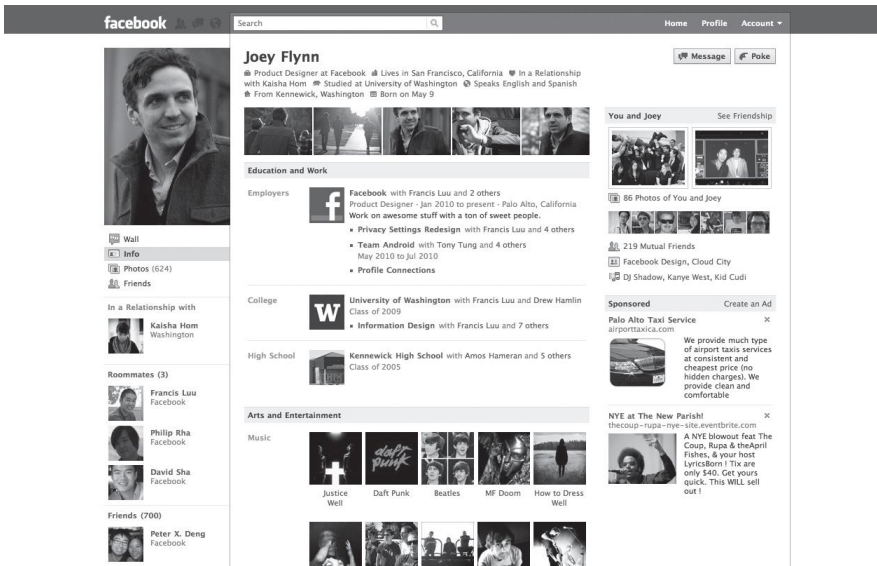 facebook
Search
Home Profile Account
Joey Flynn
Product Designer at Facebook Lives in San Francisco, California In a Relationship
with Kaisha Hom Studied at University of Washington Speaks English and Spanish
From Kennewick, Washington Born on May 9
Message Poke
Wall
Info
Photos (624)
Friends
In a Relationship with
Kaisha Hom
Washington
Roommates (3)
Francis Luu
Facebook
Philip Rha
Facebook
David Sha
Facebook
Friends (700)
Peter X. Deng
Facebook
Education and Work
Employers
f
Facebook with Francis Luu and 2 others
Product Designer - Jan 2010 to present - Palo Alto, California
Work on awesome stuff with a ton of sweet people.
Privacy Settings Redesign with Francis Luu and 4 others
Team Android with Tony Tung and 4 others
May 2010 to Jul 2010
Profile Connections
College
W
University of Washington with Francis Luu and Drew Hamlin
Class of 2009
Information Design with Francis Luu and 7 others
High School
Kennewick High School with Amos Hameran and 5 others
Class of 2005
Arts and Entertainment
Music
daft
punk
Justice
Well
Daft Punk
Beatles
MF Doom
How to Dress
Well
You and Joey See Friendship
86 Photos of You and Joey
219 Mutual Friends
Facebook Design, Cloud City
DJ Shadow, Kanye West, Kid Cudi
Sponsored Create an Ad
Palo Alto Taxi Service
airporttaxica.com
We provide much type
of airport taxis services
at consistent and
cheapest price (no
hidden charges). We
provide clean and
comfortable
NYE at The New Parish!
thecoup-rupa-nye-site.eventbrite.com
A NYE blowout feat The
Coup, Rupa & theApril
Fishes, & your host
LyricsBorn ! Tix are
only $40. Get yours
quick. This WILL sell
out !